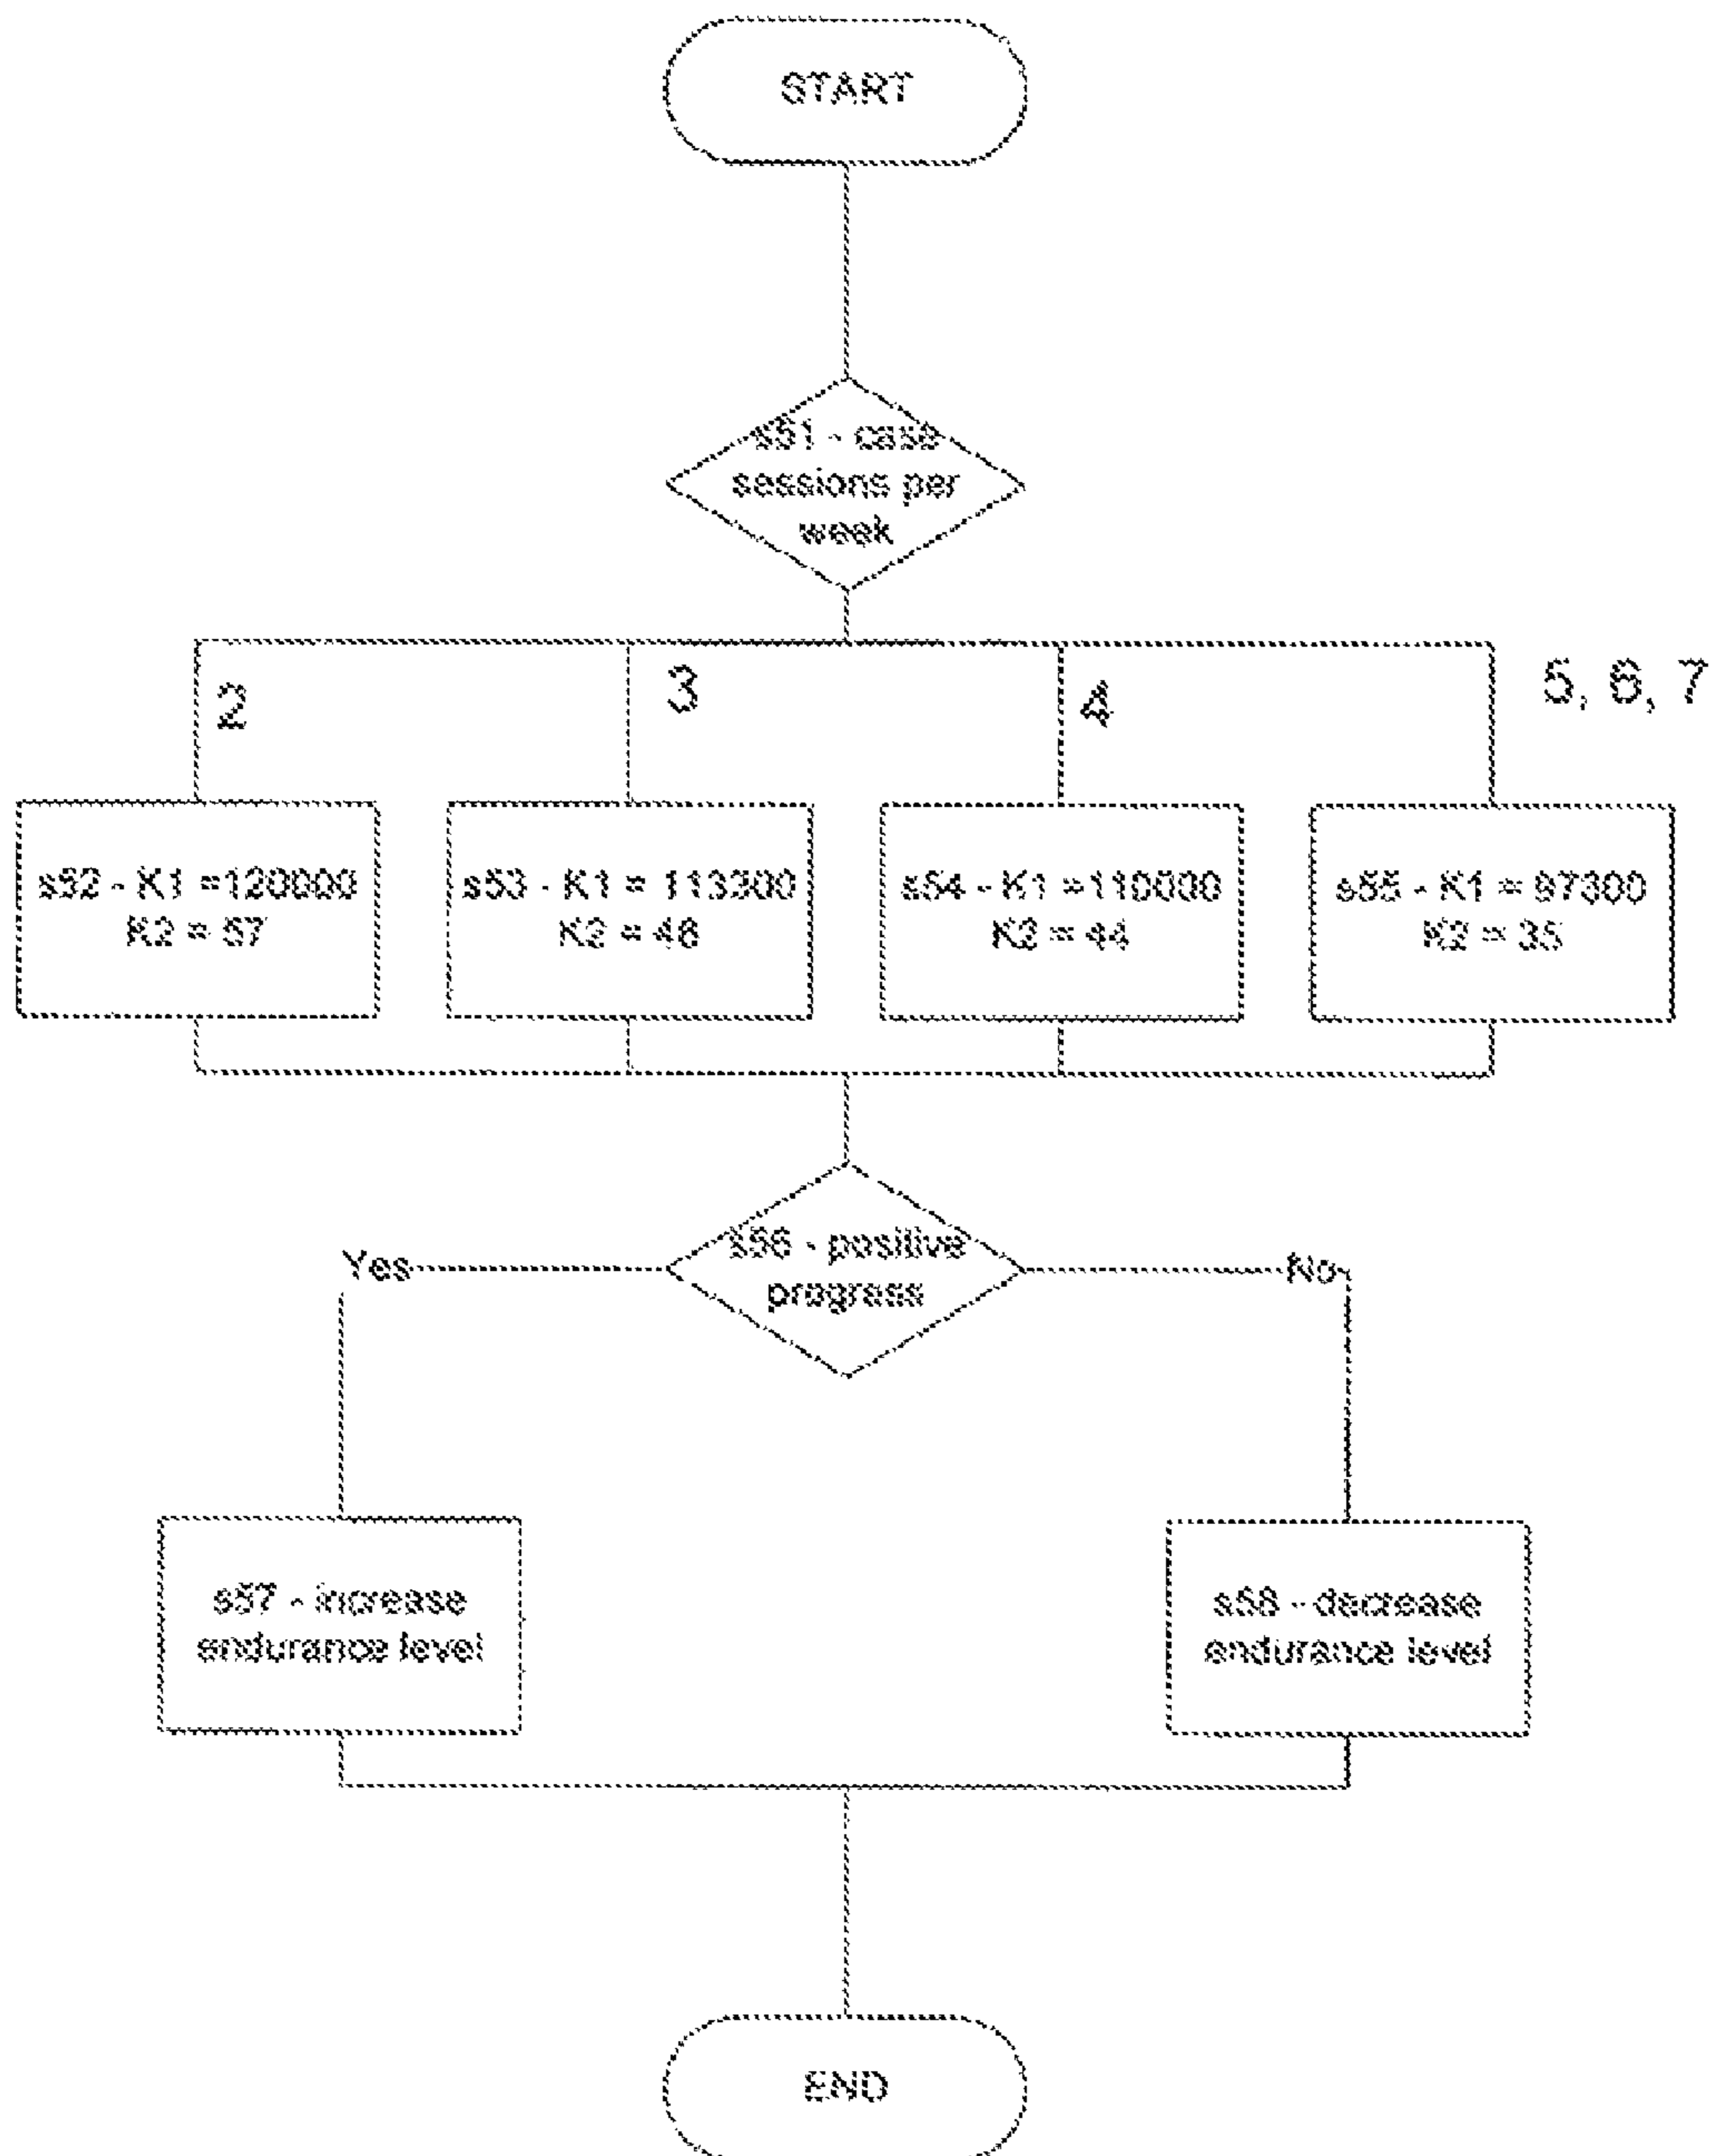 START
s51 - case
sessions per
week
2
3
4
5, 6, 7
s52 - K1 =120000
K2 = 57
s53 - K1 = 113300
K2 =
s54 - K1 =110000
K2 = 44
s55 - K1 = 97300
K2 = 35
s56 - positive
progress
Yes
No
s57 - increase
endurance level
s58 - decrease
endurance level
END